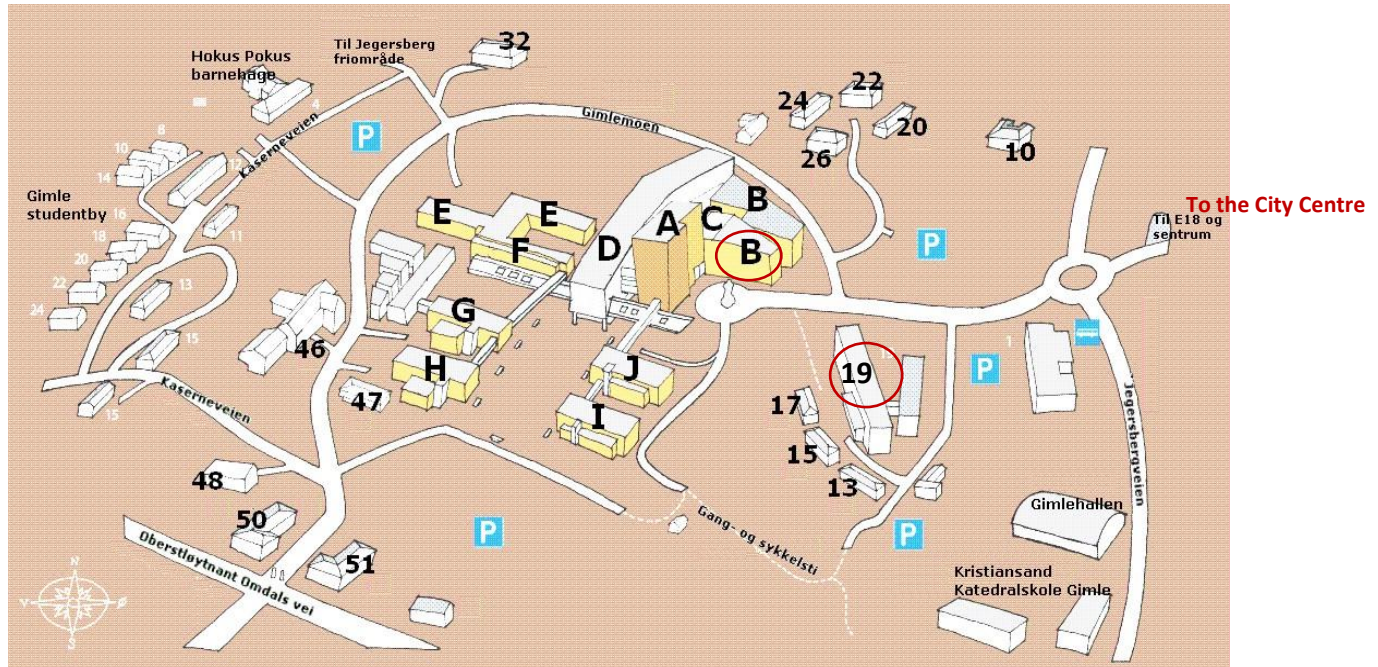 32
Til Jegersberg
friområde
Hokus Pokus
barnehage
4
22
24
20
26
10
Gimlemoen
P
Kaserneveien
8
10
12
14
Gimle
studentby
16
11
18
20
22
13
24
15
15
E
E
F
D
A
C
B
B
P
To the City Centre
Til E18 og
sentrum
G
H
J
I
46
47
19
1
P
17
15
13
Kaserneveien
Jegersbergveien
48
50
51
P
P
Gang- og sykkelsti
Gimlehallen
Oberstløytnant Omdals vei
Kristiansand
Katedralskole Gimle
N
V
Ø
S